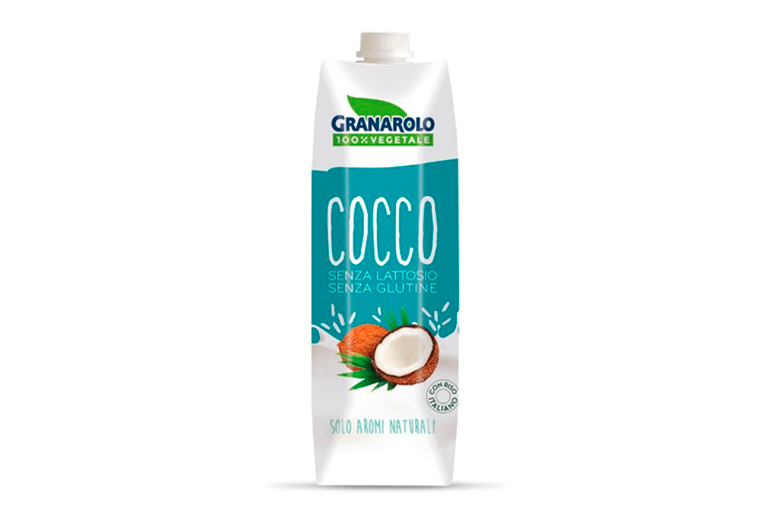 GRANAROLO
100% VEGETALE
COCCO
SENZA LATTOSIO
SENZA GLUTINE
CON RISO
ITALIANO
SOLO AROMI NATURALI